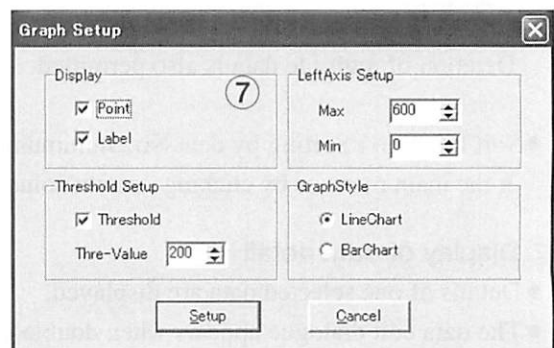 Graph Setup
Display
7
Point
Label
LeftAxis Setup
Max 600
Min 0
Threshold Setup
Threshold
Thre-Value 200
GraphStyle
LineChart
BarChart
Setup Cancel